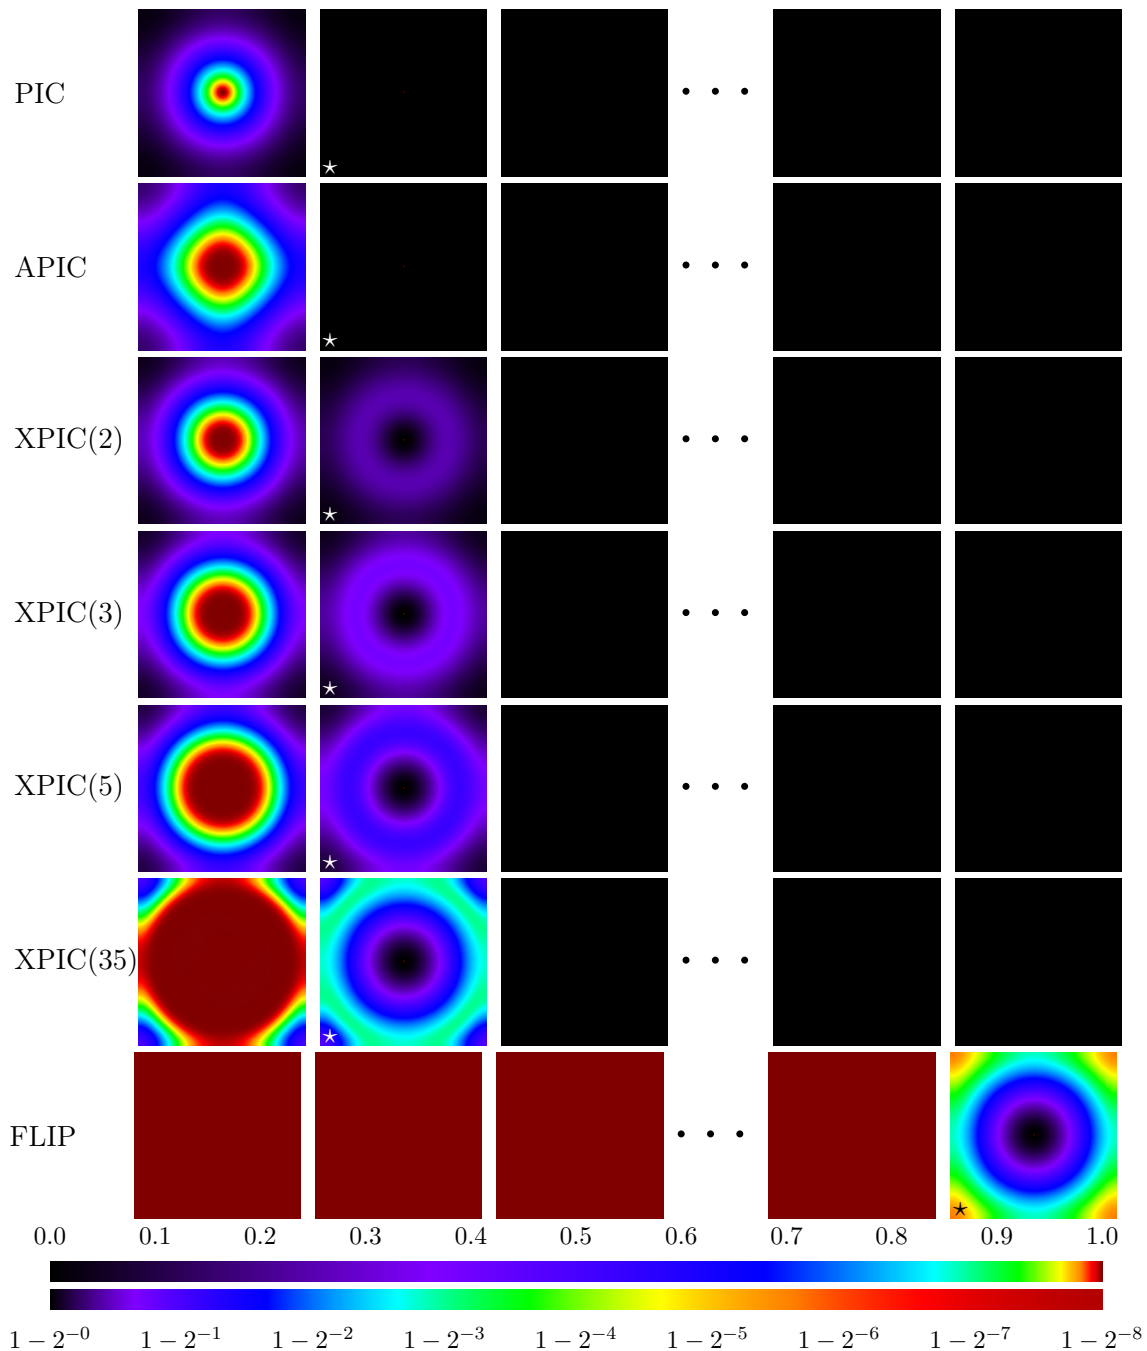 PIC
APIC
XPIC(2)
XPIC(3)
XPIC(5)
XPIC(35)
FLIP
0.0 0.1 0.2 0.3 0.4 0.5 0.6 0.7 0.8 0.9 1.0
1 − 2⁻⁰ 1 − 2⁻¹ 1 − 2⁻² 1 − 2⁻³ 1 − 2⁻⁴ 1 − 2⁻⁵ 1 − 2⁻⁶ 1 − 2⁻⁷ 1 − 2⁻⁸